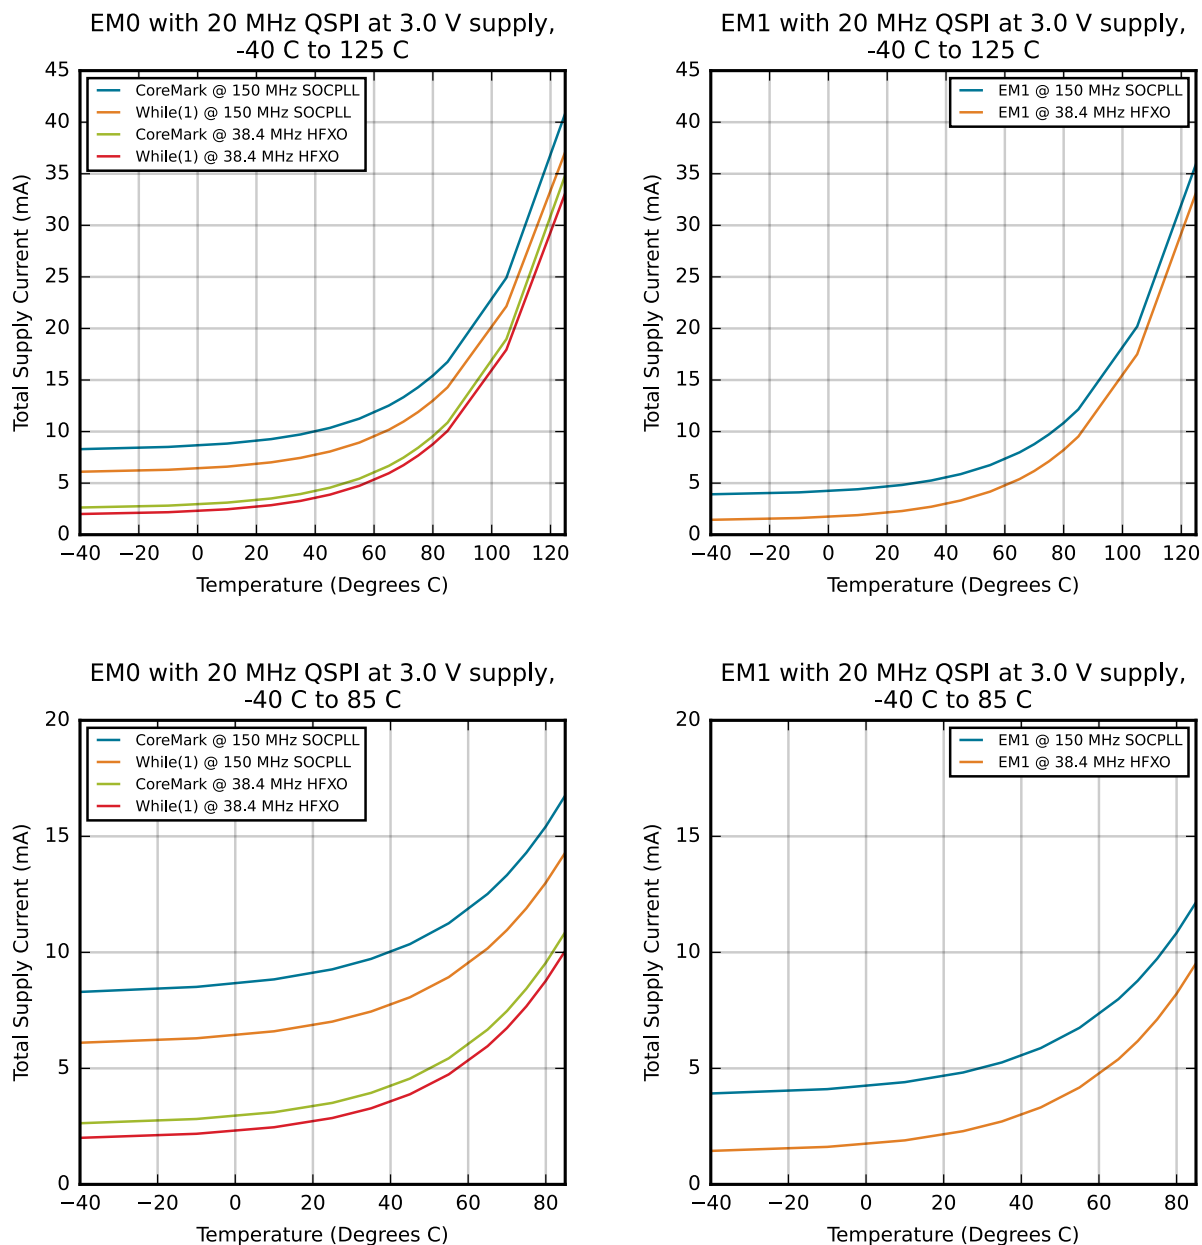 EM0 with 20 MHz QSPI at 3.0 V supply,
-40 C to 125 C
45
40
35
30
25
20
15
10
5
0
Total Supply Current (mA)
CoreMark @ 150 MHz SOCPLL
While(1) @ 150 MHz SOCPLL
CoreMark @ 38.4 MHz HFXO
While(1) @ 38.4 MHz HFXO
−40 −20 0 20 40 60 80 100 120
Temperature (Degrees C)
EM1 with 20 MHz QSPI at 3.0 V supply,
-40 C to 125 C
45
40
35
30
25
20
15
10
5
0
Total Supply Current (mA)
EM1 @ 150 MHz SOCPLL
EM1 @ 38.4 MHz HFXO
−40 −20 0 20 40 60 80 100 120
Temperature (Degrees C)
EM0 with 20 MHz QSPI at 3.0 V supply,
-40 C to 85 C
20
15
10
5
0
Total Supply Current (mA)
CoreMark @ 150 MHz SOCPLL
While(1) @ 150 MHz SOCPLL
CoreMark @ 38.4 MHz HFXO
While(1) @ 38.4 MHz HFXO
−40 −20 0 20 40 60 80
Temperature (Degrees C)
EM1 with 20 MHz QSPI at 3.0 V supply,
-40 C to 85 C
20
15
10
5
0
Total Supply Current (mA)
EM1 @ 150 MHz SOCPLL
EM1 @ 38.4 MHz HFXO
−40 −20 0 20 40 60 80
Temperature (Degrees C)